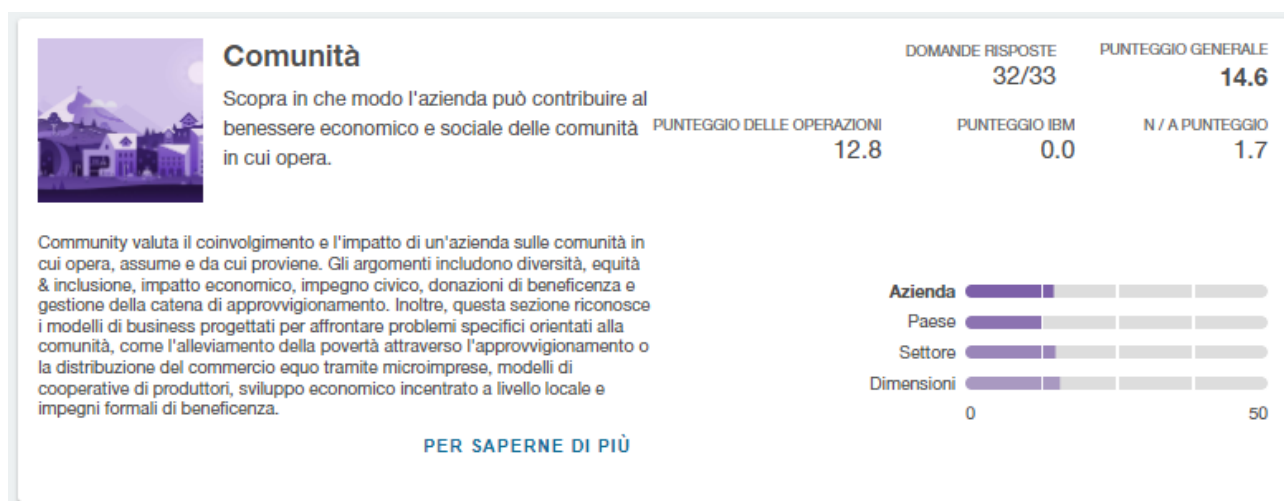 Comunità
Scopra in che modo l'azienda può contribuire al
benessere economico e sociale delle comunità
in cui opera.
DOMANDE RISPOSTE
32/33
PUNTEGGIO GENERALE
14.6
PUNTEGGIO DELLE OPERAZIONI
12.8
PUNTEGGIO IBM
0.0
N / A PUNTEGGIO
1.7
Community valuta il coinvolgimento e l'impatto di un'azienda sulle comunità in
cui opera, assume e da cui proviene. Gli argomenti includono diversità, equità
& inclusione, impatto economico, impegno civico, donazioni di beneficenza e
gestione della catena di approvvigionamento. Inoltre, questa sezione riconosce
i modelli di business progettati per affrontare problemi specifici orientati alla
comunità, come l'alleviamento della povertà attraverso l'approvvigionamento o
la distribuzione del commercio equo tramite microimprese, modelli di
cooperative di produttori, sviluppo economico incentrato a livello locale e
impegni formali di beneficenza.
PER SAPERNE DI PIÙ
Azienda
Paese
Settore
Dimensioni
0 50